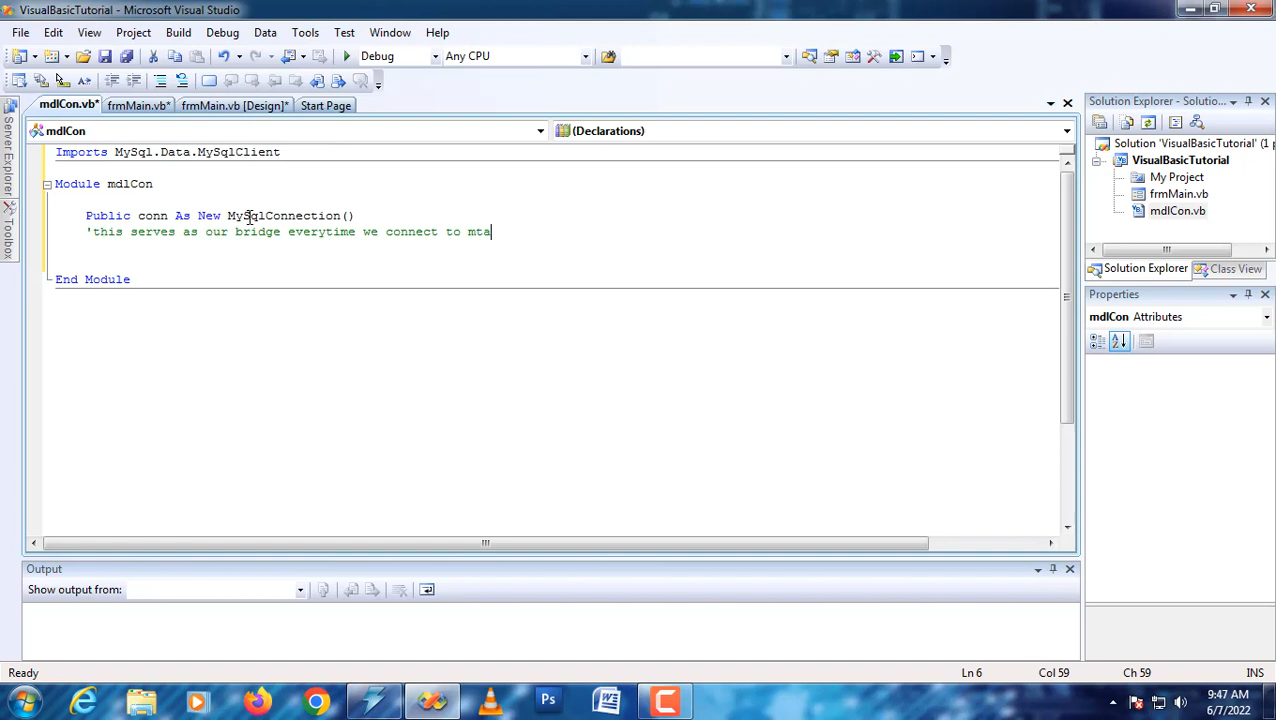 VisualBasicTutorial - Microsoft Visual Studio
File Edit View Project Build Debug Data Tools Test Window Help
Debug Any CPU
mdlCon.vb* frmMain.vb* frmMain.vb [Design]* Start Page
mdlCon (Declarations)
Imports MySql.Data.MySqlClient
Module mdlCon
Public conn As New MySqlConnection()
'this serves as our bridge everytime we connect to mta
End Module
Server Explorer
Toolbox
Solution Explorer - Solutio...
Solution 'VisualBasicTutorial' (1 p
VisualBasicTutorial
My Project
frmMain.vb
mdlCon.vb
Solution Explorer Class View
Properties
mdlCon Attributes
Output
Show output from:
Ready Ln 6 Col 59 Ch 59 INS
Ps
9:47 AM
6/7/2022